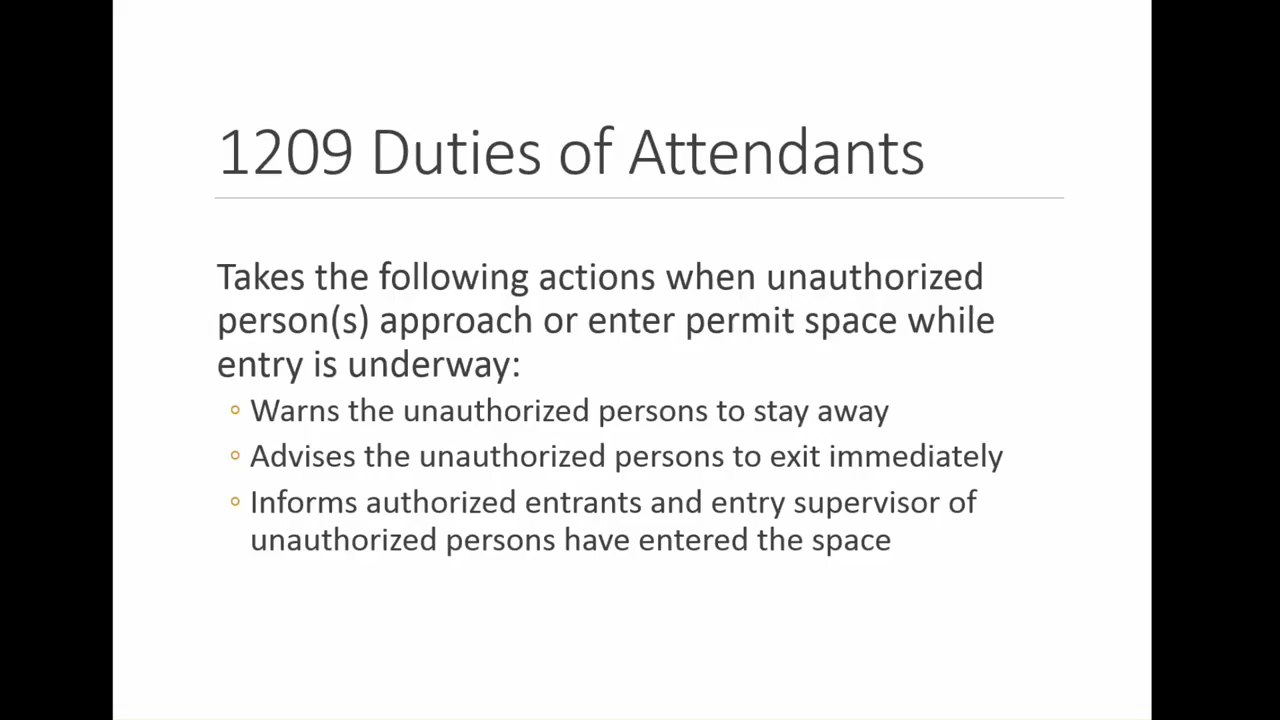 1209 Duties of Attendants
Takes the following actions when unauthorized
person(s) approach or enter permit space while
entry is underway:
◦ Warns the unauthorized persons to stay away
◦ Advises the unauthorized persons to exit immediately
◦ Informs authorized entrants and entry supervisor of
unauthorized persons have entered the space